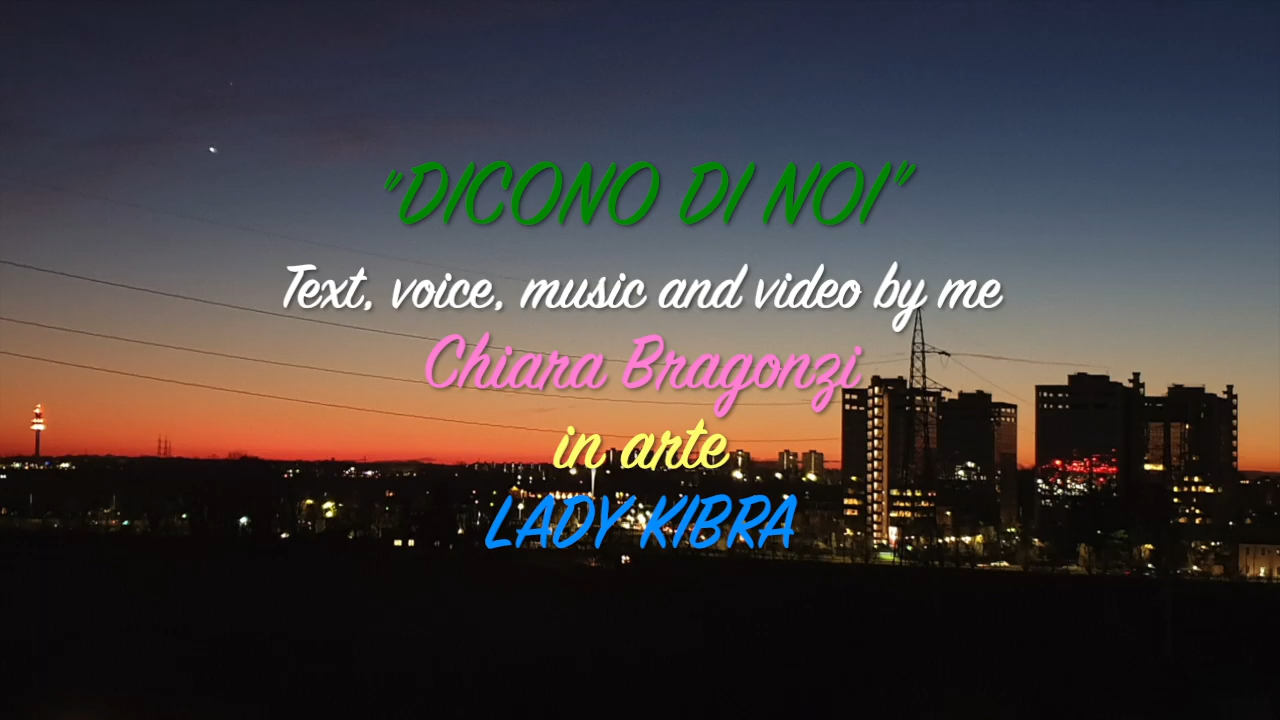 "DICONO DI NOI"
Text, voice, music and video by me
Chiara Bragonzi
in arte
LADY KIBRA